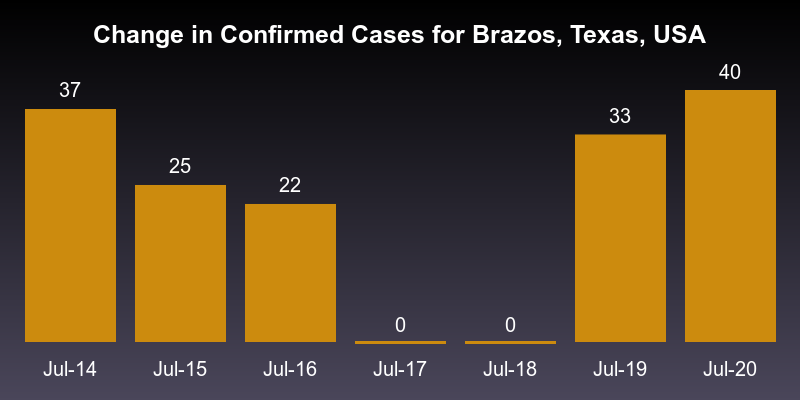 Change in Confirmed Cases for Brazos, Texas, USA
37
25
22
0
0
33
40
Jul-14
Jul-15
Jul-16
Jul-17
Jul-18
Jul-19
Jul-20